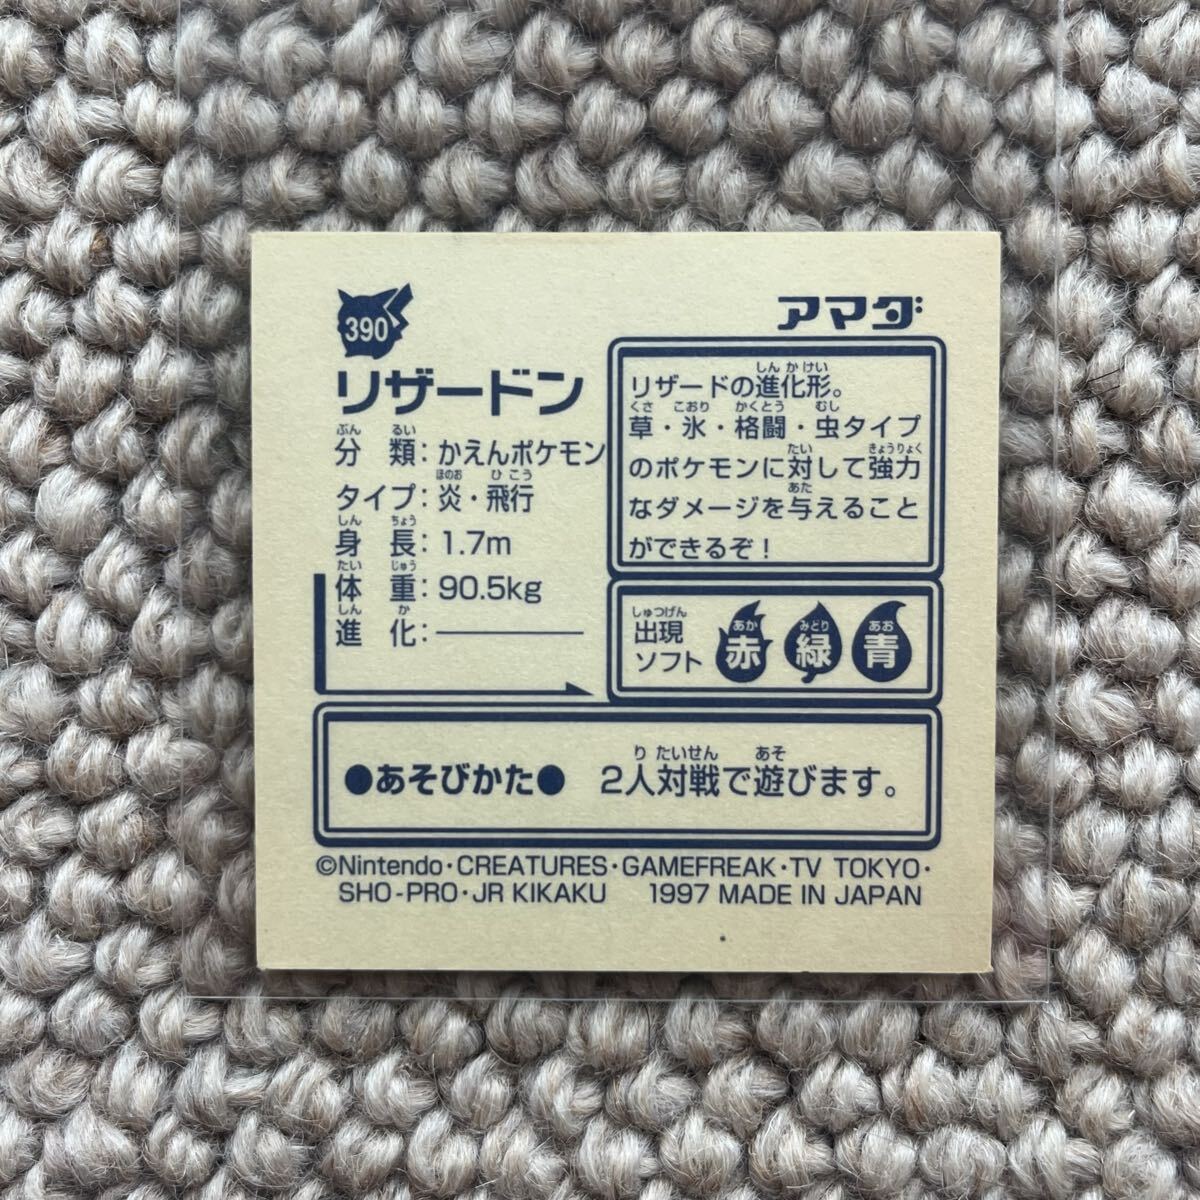 390
リザードン
分類：かえんポケモン
タイプ：炎・飛行
身長：1.7m
体重：90.5kg
進化：
アマダ
リザードの進化形。
草・氷・格闘・虫タイプ
のポケモンに対して強力
なダメージを与えること
ができるぞ！
出現
ソフト
赤 緑 青
●あそびかた● 2人対戦で遊びます。
©Nintendo・CREATURES・GAMEFREAK・TV TOKYO・
SHO-PRO・JR KIKAKU 1997 MADE IN JAPAN